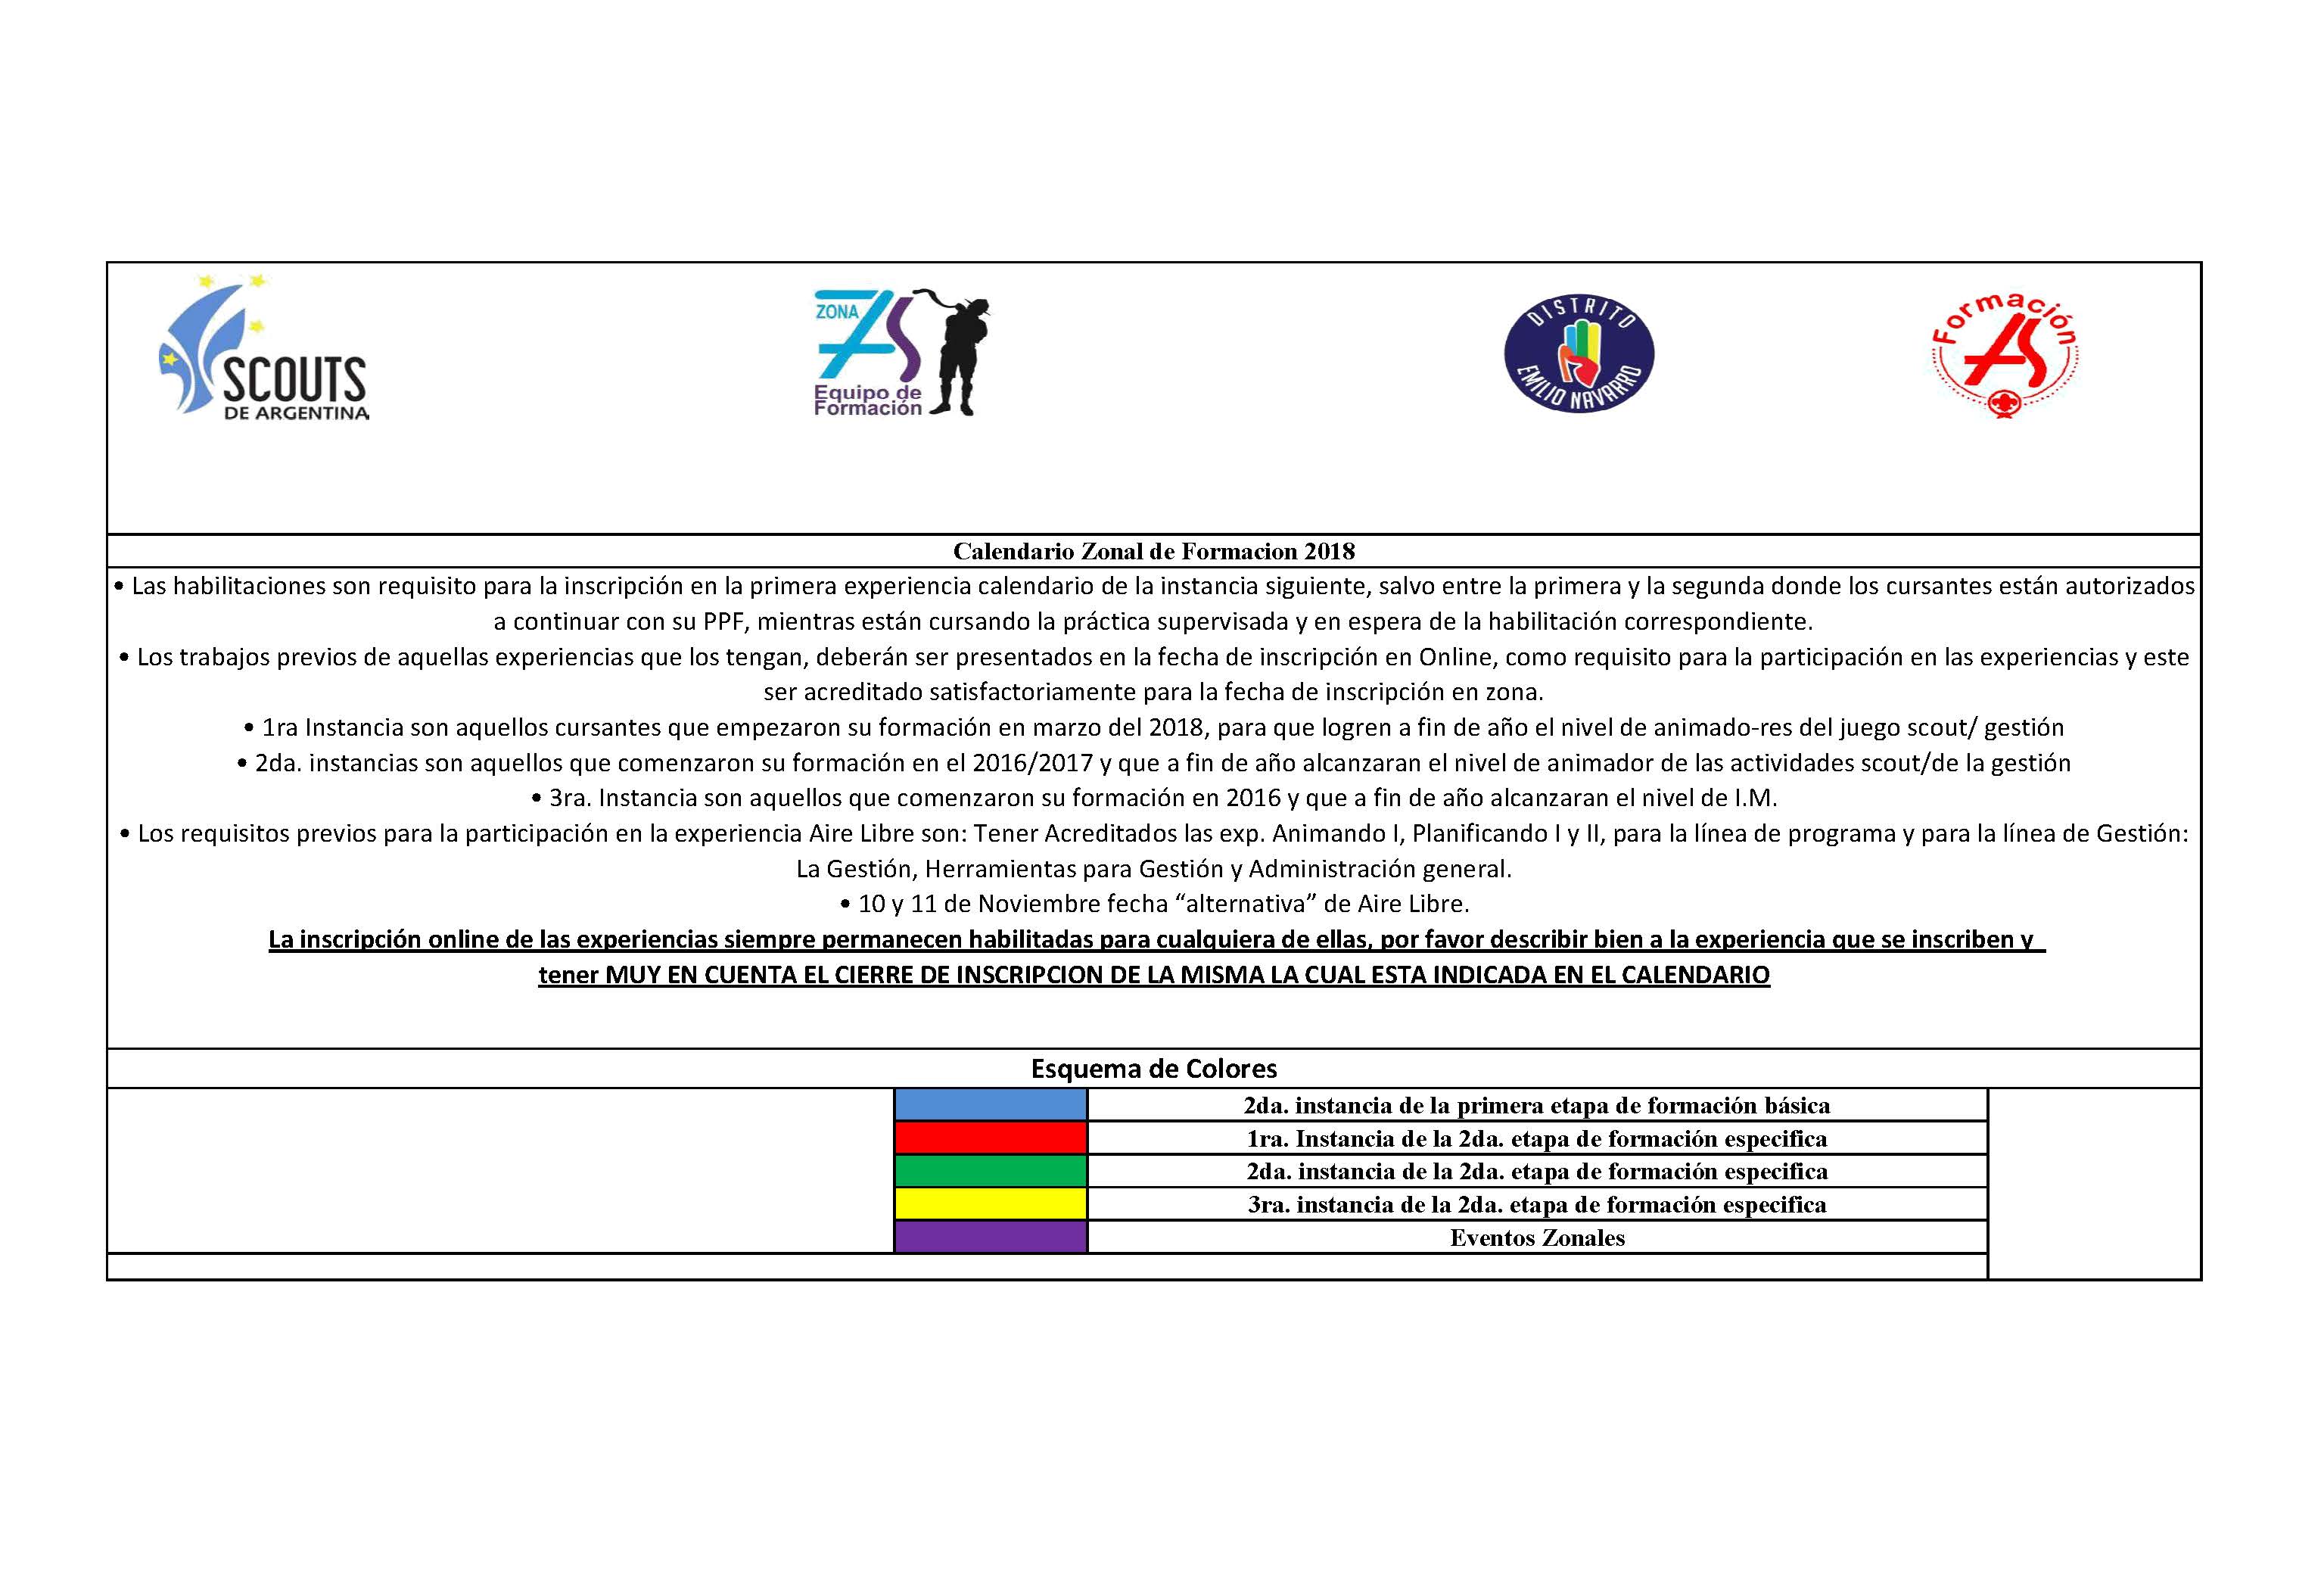 SCOUTS
DE ARGENTINA
ZONA
7S
Equipo de
Formación
DISTRITO
EMILIO NAVARRO
Formación
7S
Calendario Zonal de Formacion 2018
• Las habilitaciones son requisito para la inscripción en la primera experiencia calendario de la instancia siguiente, salvo entre la primera y la segunda donde los cursantes están autorizados
a continuar con su PPF, mientras están cursando la práctica supervisada y en espera de la habilitación correspondiente.
• Los trabajos previos de aquellas experiencias que los tengan, deberán ser presentados en la fecha de inscripción en Online, como requisito para la participación en las experiencias y este
ser acreditado satisfactoriamente para la fecha de inscripción en zona.
• 1ra Instancia son aquellos cursantes que empezaron su formación en marzo del 2018, para que logren a fin de año el nivel de animado-res del juego scout/ gestión
• 2da. instancias son aquellos que comenzaron su formación en el 2016/2017 y que a fin de año alcanzaran el nivel de animador de las actividades scout/de la gestión
• 3ra. Instancia son aquellos que comenzaron su formación en 2016 y que a fin de año alcanzaran el nivel de I.M.
• Los requisitos previos para la participación en la experiencia Aire Libre son: Tener Acreditados las exp. Animando I, Planificando I y II, para la línea de programa y para la línea de Gestión:
La Gestión, Herramientas para Gestión y Administración general.
• 10 y 11 de Noviembre fecha “alternativa” de Aire Libre.
La inscripción online de las experiencias siempre permanecen habilitadas para cualquiera de ellas, por favor describir bien a la experiencia que se inscriben y
tener MUY EN CUENTA EL CIERRE DE INSCRIPCION DE LA MISMA LA CUAL ESTA INDICADA EN EL CALENDARIO
Esquema de Colores
2da. instancia de la primera etapa de formación básica
1ra. Instancia de la 2da. etapa de formación especifica
2da. instancia de la 2da. etapa de formación especifica
3ra. instancia de la 2da. etapa de formación especifica
Eventos Zonales